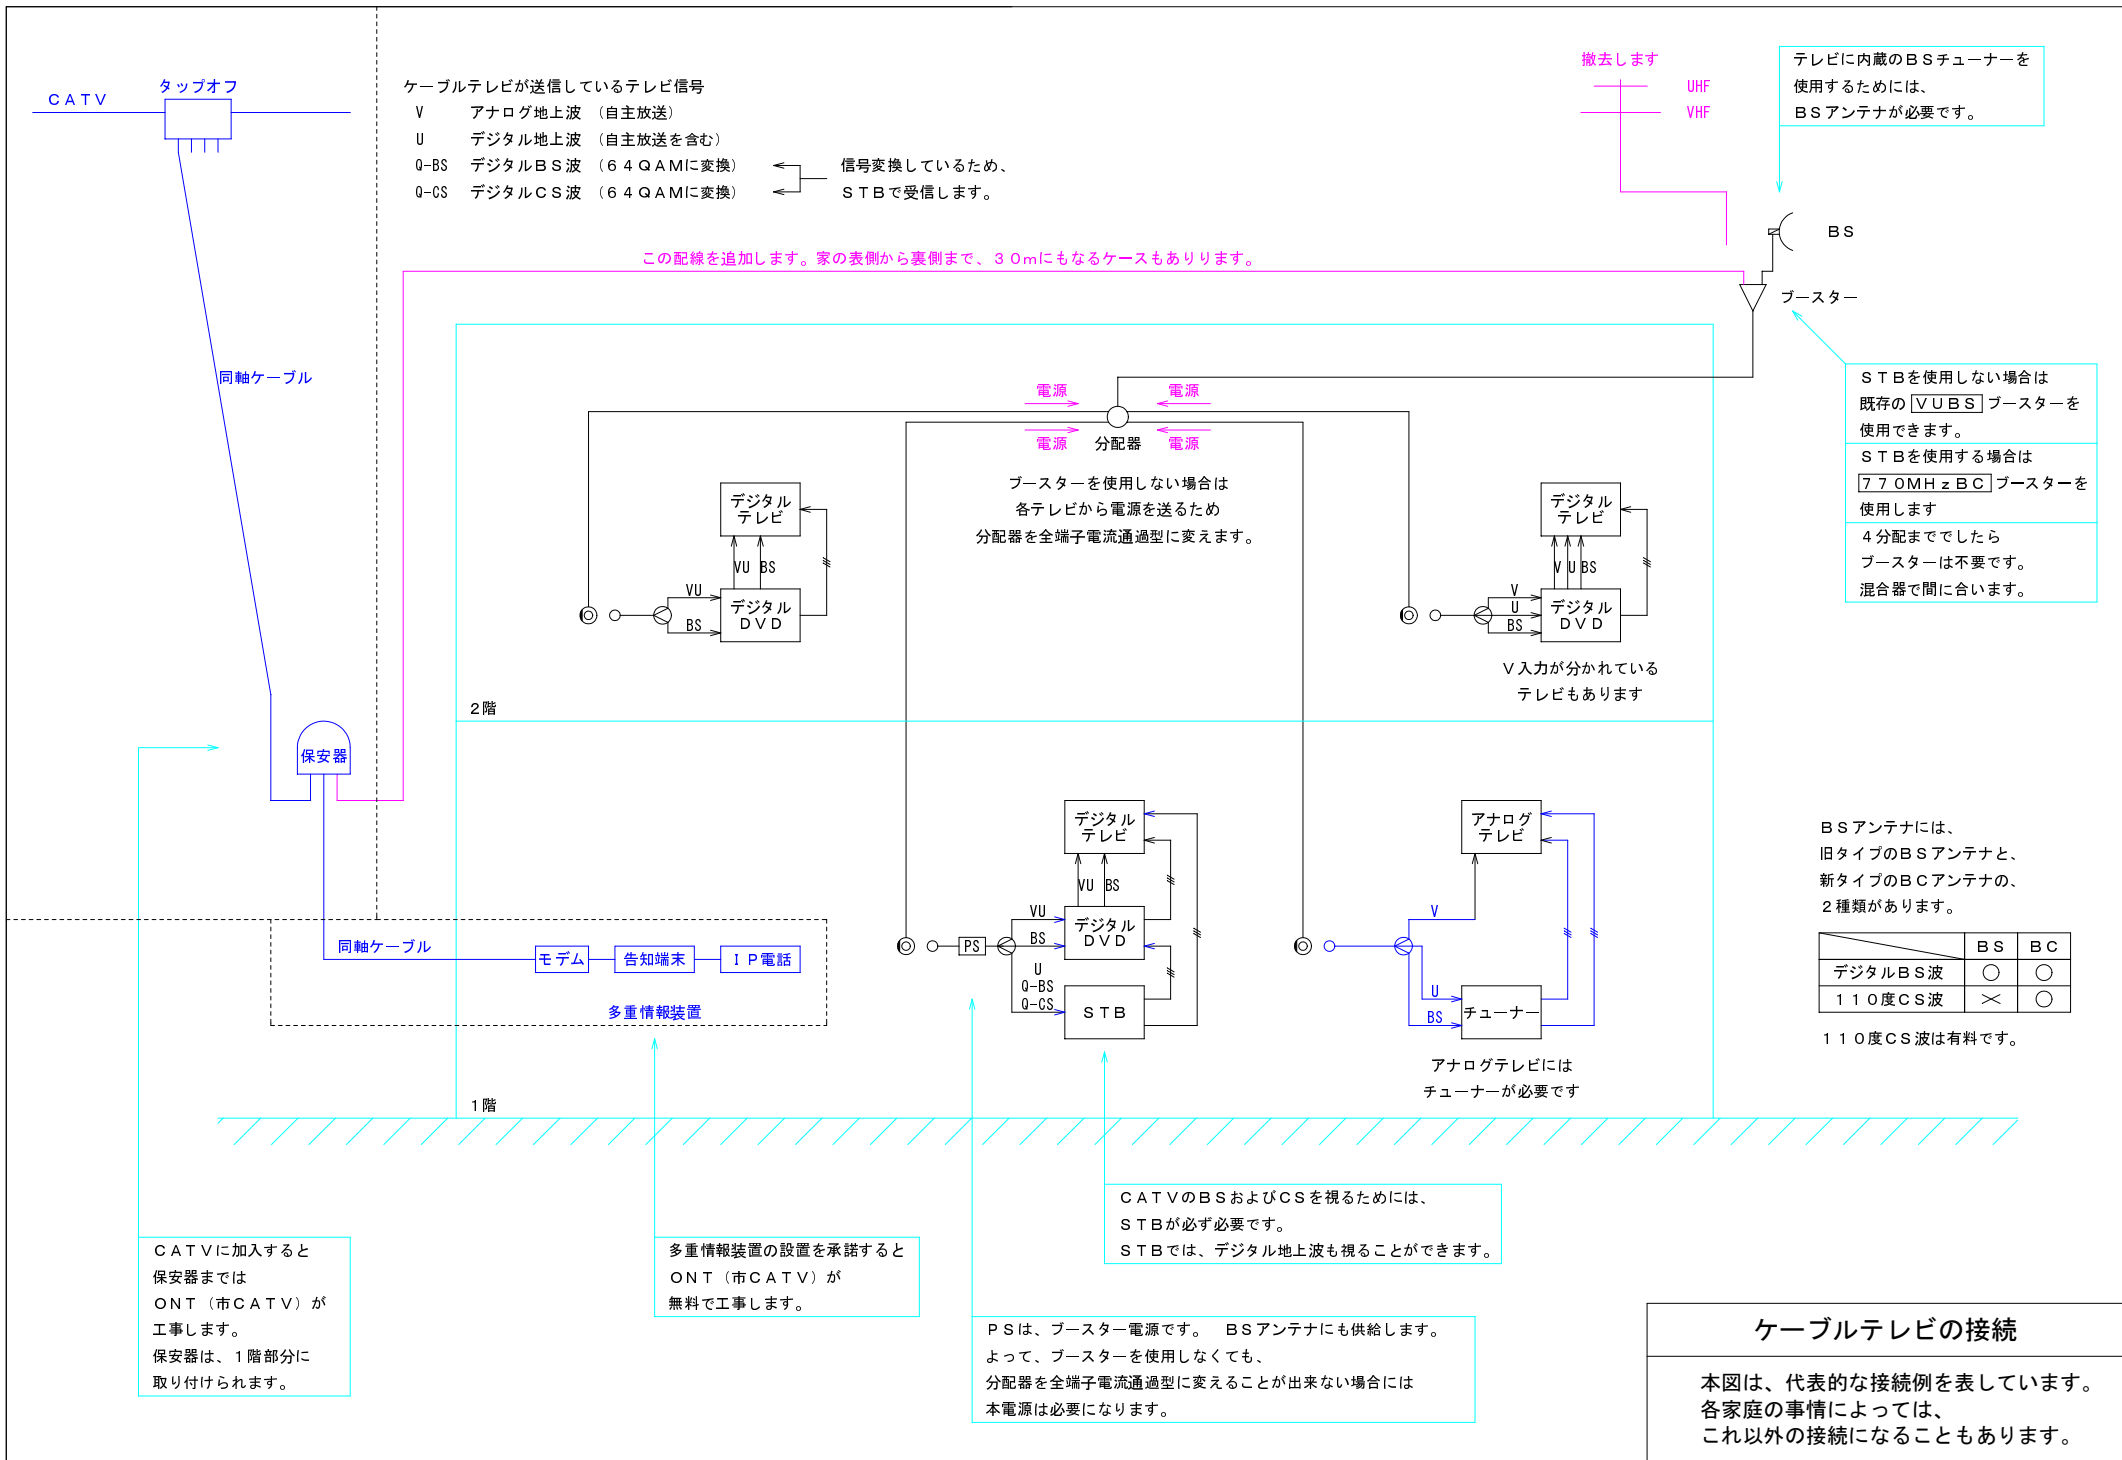 CATV
タップオフ
ケーブルテレビが送信しているテレビ信号
V アナログ地上波 (自主放送)
U デジタル地上波 (自主放送を含む)
Q-BS デジタルBS波 (64QAMに変換)
Q-CS デジタルCS波 (64QAMに変換)
信号変換しているため、
STBで受信します。
撤去します
UHF
VHF
テレビに内蔵のBSチューナーを
使用するためには、
BSアンテナが必要です。
BS
この配線を追加します。家の表側から裏側まで、30mにもなるケースもありります。
ブースター
同軸ケーブル
STBを使用しない場合は
既存の VUBS ブースターを
使用できます。
STBを使用する場合は
770MHzBC ブースターを
使用します
4分配まででしたら
ブースターは不要です。
混合器で間に合います。
電源
電源
電源
分配器
電源
ブースターを使用しない場合は
各テレビから電源を送るため
分配器を全端子電流通過型に変えます。
デジタル
テレビ
VU
BS
VU
BS
デジタル
DVD
デジタル
テレビ
V
U
BS
V
U
BS
デジタル
DVD
V入力が分かれている
テレビもあります
2階
保安器
同軸ケーブル
モデム
告知端末
IP電話
多重情報装置
デジタル
テレビ
VU
BS
VU
BS
デジタル
DVD
PS
U
Q-BS
Q-CS
STB
アナログ
テレビ
V
U
BS
チューナー
アナログテレビには
チューナーが必要です
BSアンテナには、
旧タイプのBSアンテナと、
新タイプのBCアンテナの、
2種類があります。
BS BC
デジタルBS波 ○ ○
110度CS波 × ○
110度CS波は有料です。
1階
CATVに加入すると
保安器までは
ONT(市CATV)が
工事します。
保安器は、1階部分に
取り付けられます。
多重情報装置の設置を承諾すると
ONT(市CATV)が
無料で工事します。
CATVのBSおよびCSを視るためには、
STBが必ず必要です。
STBでは、デジタル地上波も視ることができます。
PSは、ブースター電源です。 BSアンテナにも供給します。
よって、ブースターを使用しなくても、
分配器を全端子電流通過型に変えることが出来ない場合には
本電源は必要になります。
ケーブルテレビの接続
本図は、代表的な接続例を表しています。
各家庭の事情によっては、
これ以外の接続になることもあります。